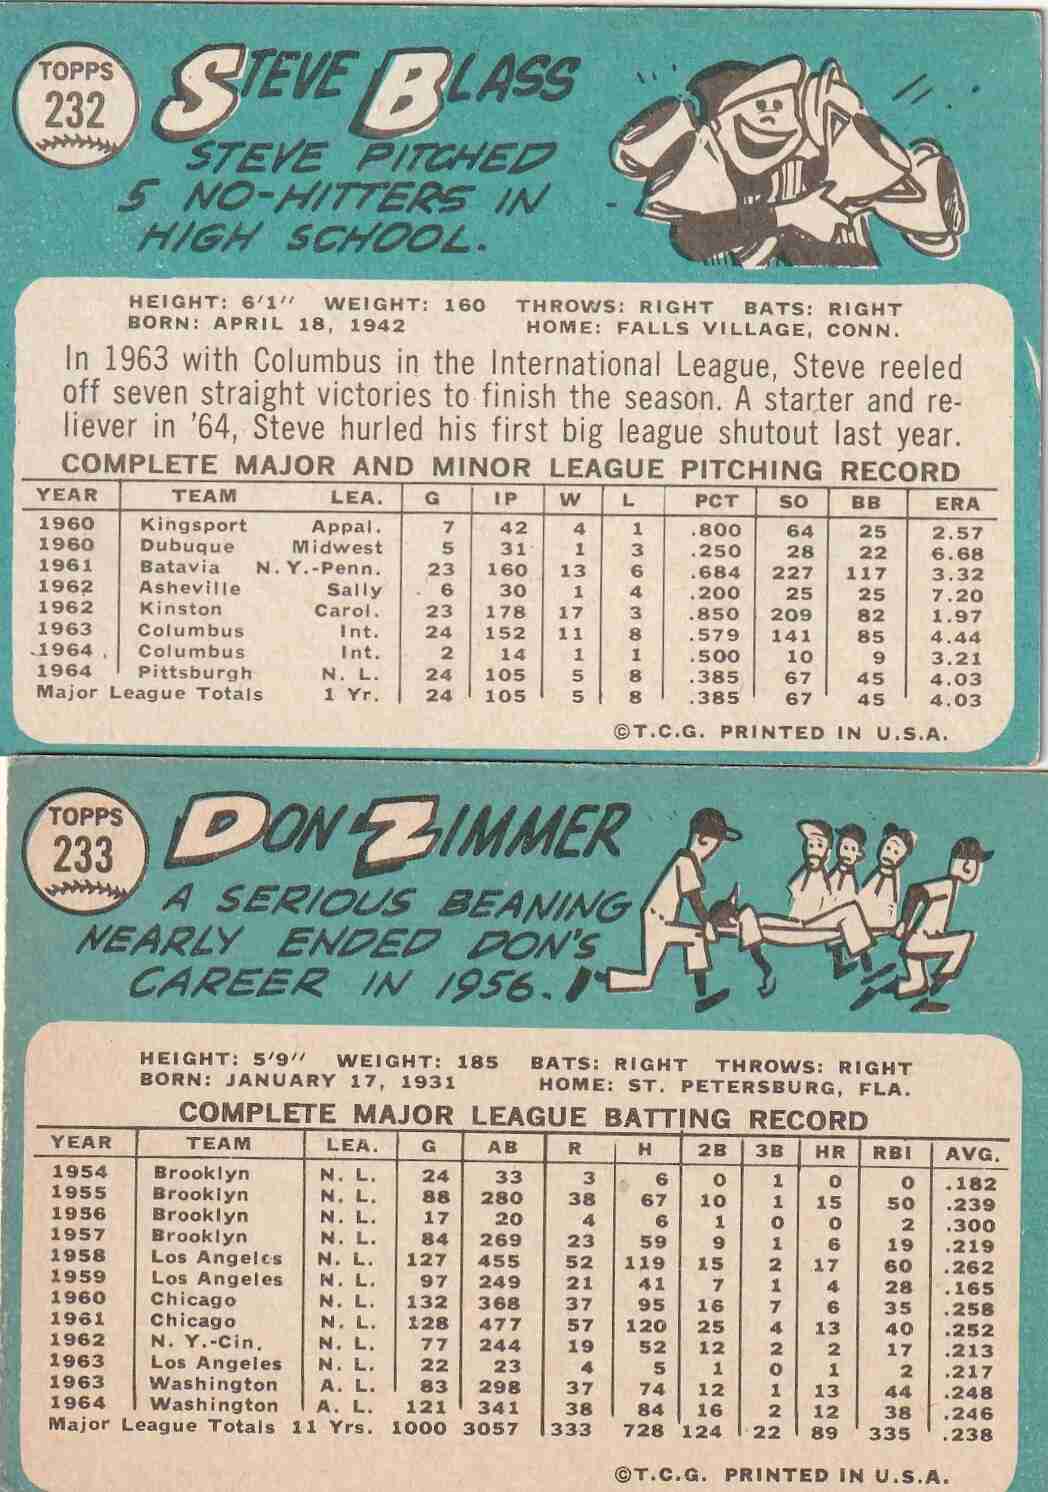 TOPPS
232
STEVE BLASS
STEVE PITCHED
5 NO-HITTERS IN
HIGH SCHOOL.
HEIGHT: 6'1" WEIGHT: 160 THROWS: RIGHT BATS: RIGHT
BORN: APRIL 18, 1942 HOME: FALLS VILLAGE, CONN.
In 1963 with Columbus in the International League, Steve reeled
off seven straight victories to finish the season. A starter and re-
liever in '64, Steve hurled his first big league shutout last year.
COMPLETE MAJOR AND MINOR LEAGUE PITCHING RECORD
YEAR TEAM LEA. G IP W L PCT SO BB ERA
1960 Kingsport Appal. 7 42 4 1 .800 64 25 2.57
1960 Dubuque Midwest 5 31 1 3 .250 28 22 6.68
1961 Batavia N.Y.-Penn. 23 160 13 6 .684 227 117 3.32
1962 Asheville Sally 6 30 1 4 .200 25 25 7.20
1962 Kinston Carol. 23 178 17 3 .850 209 82 1.97
1963 Columbus Int. 24 152 11 8 .579 141 85 4.44
1964 Columbus Int. 2 14 1 1 .500 10 9 3.21
1964 Pittsburgh N. L. 24 105 5 8 .385 67 45 4.03
Major League Totals 1 Yr. 24 105 5 8 .385 67 45 4.03
©T.C.G. PRINTED IN U.S.A.
TOPPS
233
DON ZIMMER
A SERIOUS BEANING
NEARLY ENDED DON'S
CAREER IN 1956.
HEIGHT: 5'9" WEIGHT: 185 BATS: RIGHT THROWS: RIGHT
BORN: JANUARY 17, 1931 HOME: ST. PETERSBURG, FLA.
COMPLETE MAJOR LEAGUE BATTING RECORD
YEAR TEAM LEA. G AB R H 2B 3B HR RBI AVG.
1954 Brooklyn N. L. 24 33 3 6 0 1 0 0 .182
1955 Brooklyn N. L. 88 280 38 67 10 1 15 50 .239
1956 Brooklyn N. L. 17 20 4 6 1 0 0 2 .300
1957 Brooklyn N. L. 84 269 23 59 9 1 6 19 .219
1958 Los Angeles N. L. 127 455 52 119 15 2 17 60 .262
1959 Los Angeles N. L. 97 249 21 41 7 1 4 28 .165
1960 Chicago N. L. 132 368 37 95 16 7 6 35 .258
1961 Chicago N. L. 128 477 57 120 25 4 13 40 .252
1962 N. Y.-Cin. N. L. 77 244 19 52 12 2 2 17 .213
1963 Los Angeles N. L. 22 23 4 5 1 0 1 2 .217
1963 Washington A. L. 83 298 37 74 12 1 13 44 .248
1964 Washington A. L. 121 341 38 84 16 2 12 38 .246
Major League Totals 11 Yrs. 1000 3057 333 728 124 22 89 335 .238
©T.C.G. PRINTED IN U.S.A.